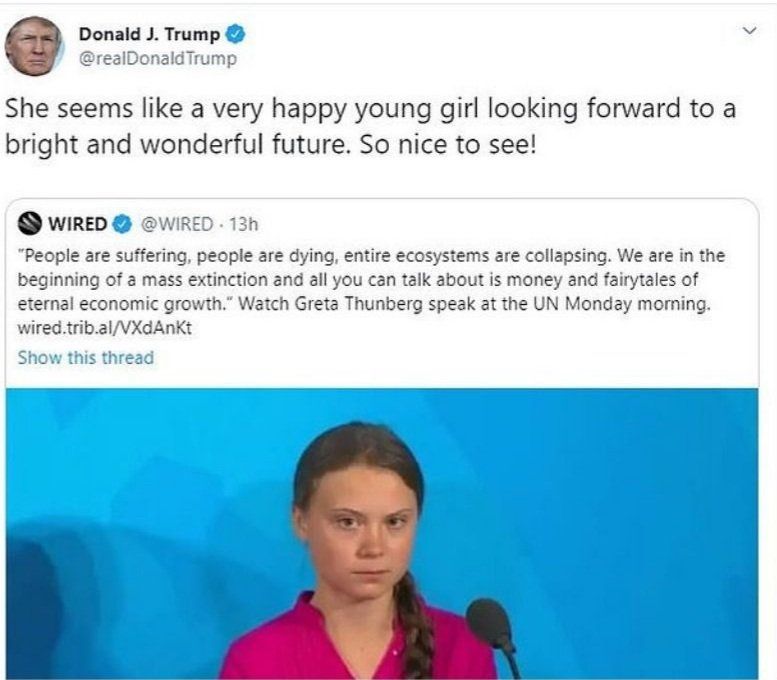 Donald J. Trump
@realDonaldTrump
She seems like a very happy young girl looking forward to a
bright and wonderful future. So nice to see!
WIRED @WIRED · 13h
"People are suffering, people are dying, entire ecosystems are collapsing. We are in the
beginning of a mass extinction and all you can talk about is money and fairytales of
eternal economic growth." Watch Greta Thunberg speak at the UN Monday morning.
wired.trib.al/VXdAnKt
Show this thread